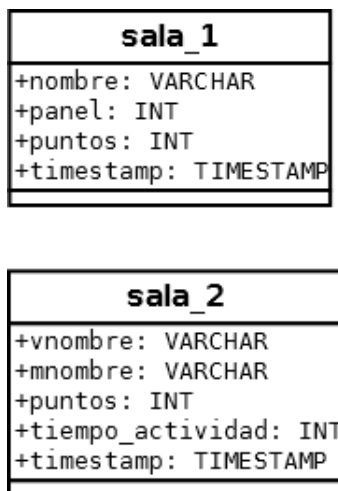 sala_1
+nombre: VARCHAR
+panel: INT
+puntos: INT
+timestamp: TIMESTAMP
sala_2
+vnombre: VARCHAR
+mnombre: VARCHAR
+puntos: INT
+tiempo_actividad: INT
+timestamp: TIMESTAMP